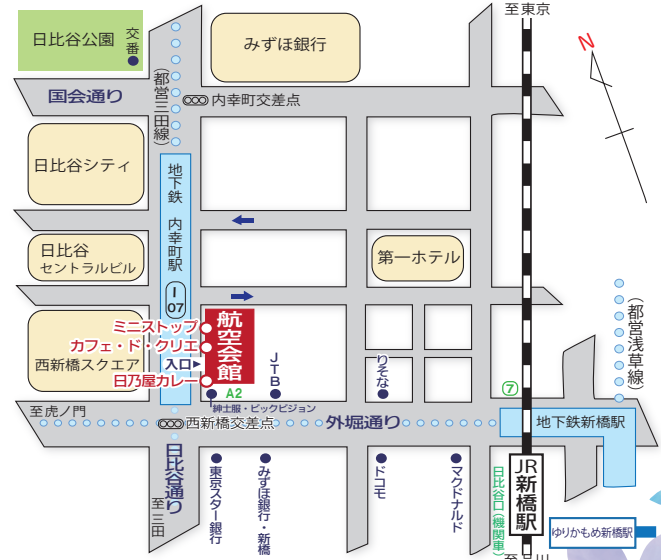 至東京
日比谷公園
交番
みずほ銀行
N
国会通り
(都営三田線)
内幸町交差点
日比谷シティ
地下鉄 内幸町駅
I
07
日比谷
セントラルビル
第一ホテル
ミニストップ
カフェ・ド・クリエ
日乃屋カレー
航空会館
入口
西新橋スクエア
JTB
りそな
(都営浅草線)
A2
紳士服・ビックビジョン
⑦
至虎ノ門
西新橋交差点
外堀通り
地下鉄新橋駅
日比谷通り
至三田
東京スター銀行
みずほ銀行・新橋
ドコモ
マクドナルド
日比谷口(機関車)
JR新橋駅
ゆりかもめ新橋駅
至品川